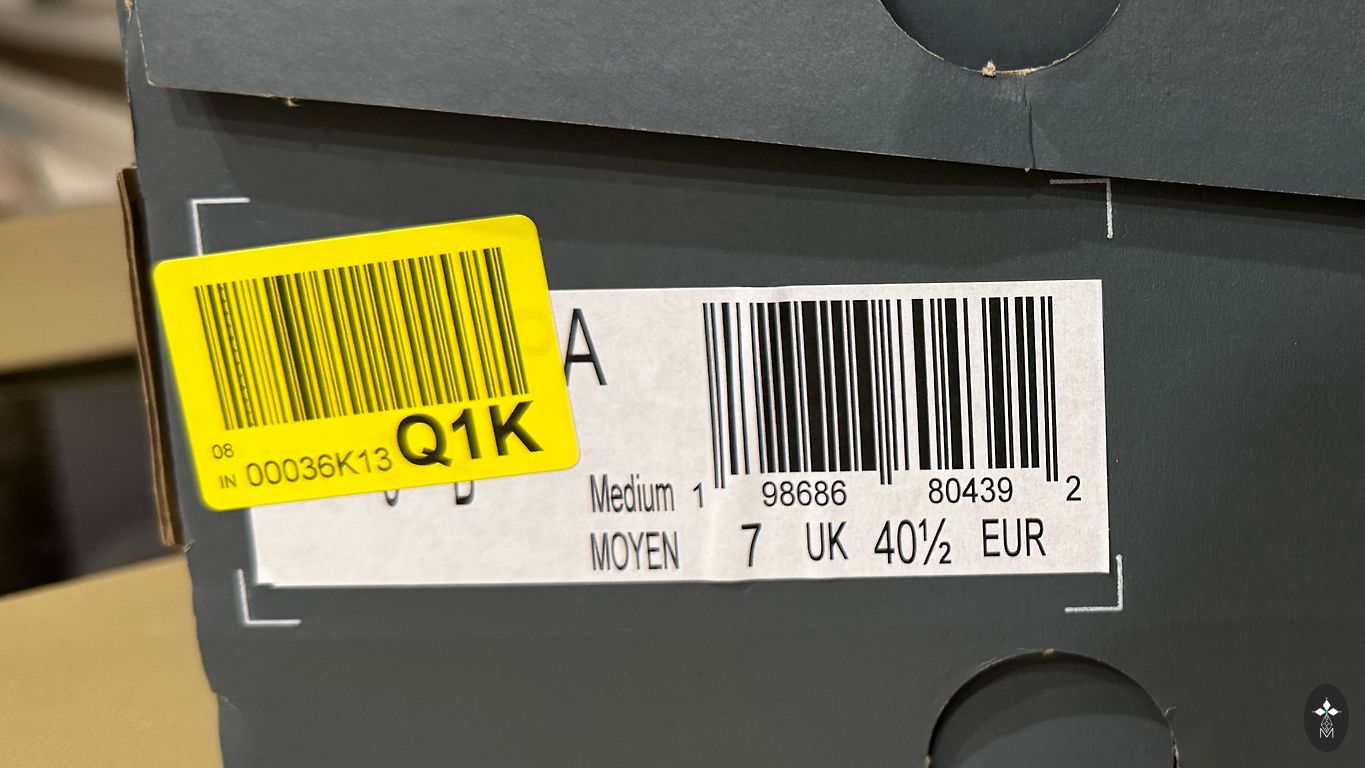 08
IN 00036K13 Q1K
A
Medium
MOYEN
1 98686 80439 2
7 UK 40½ EUR
M